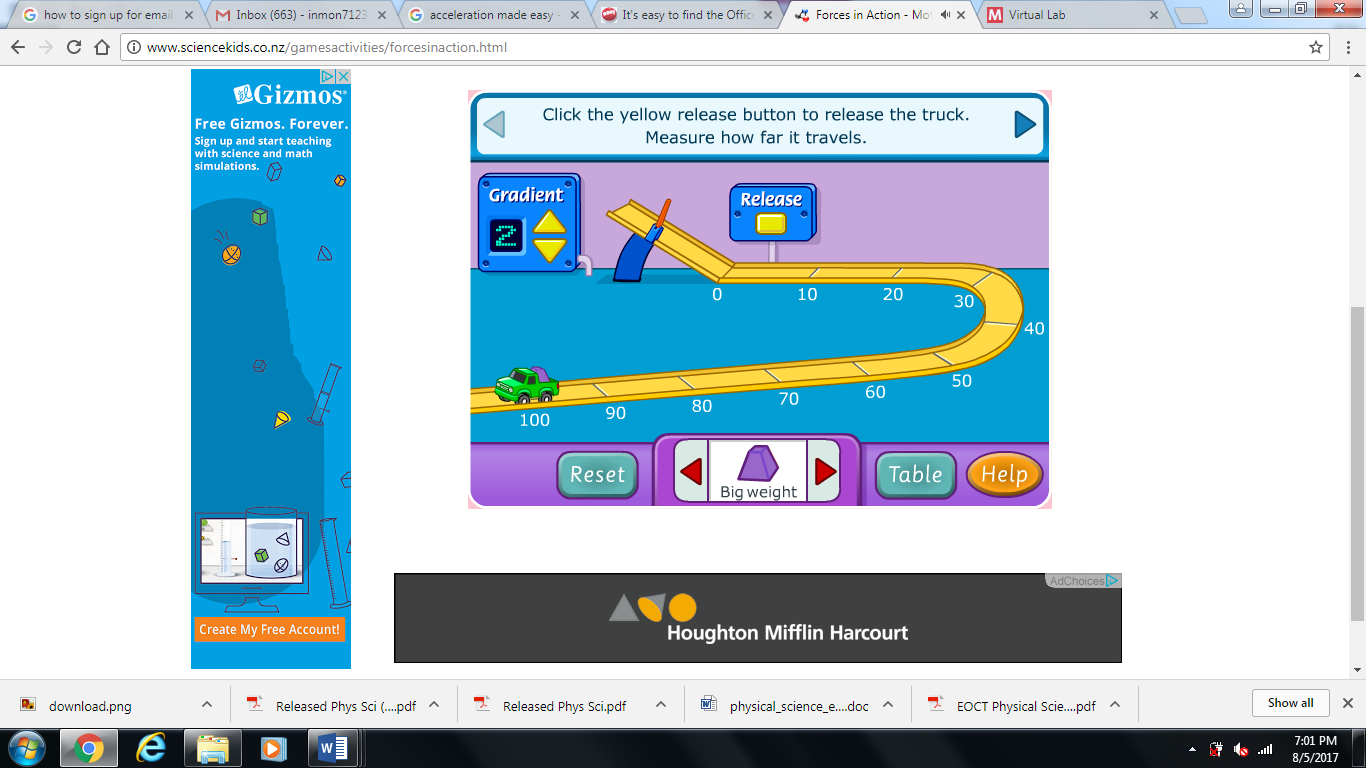 how to sign up for email
Inbox (663) - inmon7123
acceleration made easy -
It's easy to find the Office
Forces in Action - Mot
Virtual Lab
www.sciencekids.co.nz/gamesactivities/forcesinaction.html
Gizmos
Free Gizmos. Forever.
Sign up and start teaching
with science and math
simulations.
Create My Free Account!
Click the yellow release button to release the truck.
Measure how far it travels.
Gradient
2
Release
0
10
20
30
40
50
60
70
80
90
100
Reset
Big weight
Table
Help
AdChoices
Houghton Mifflin Harcourt
download.png
Released Phys Sci (....pdf
Released Phys Sci.pdf
physical_science_e....doc
EOCT Physical Scie....pdf
Show all
7:01 PM
8/5/2017